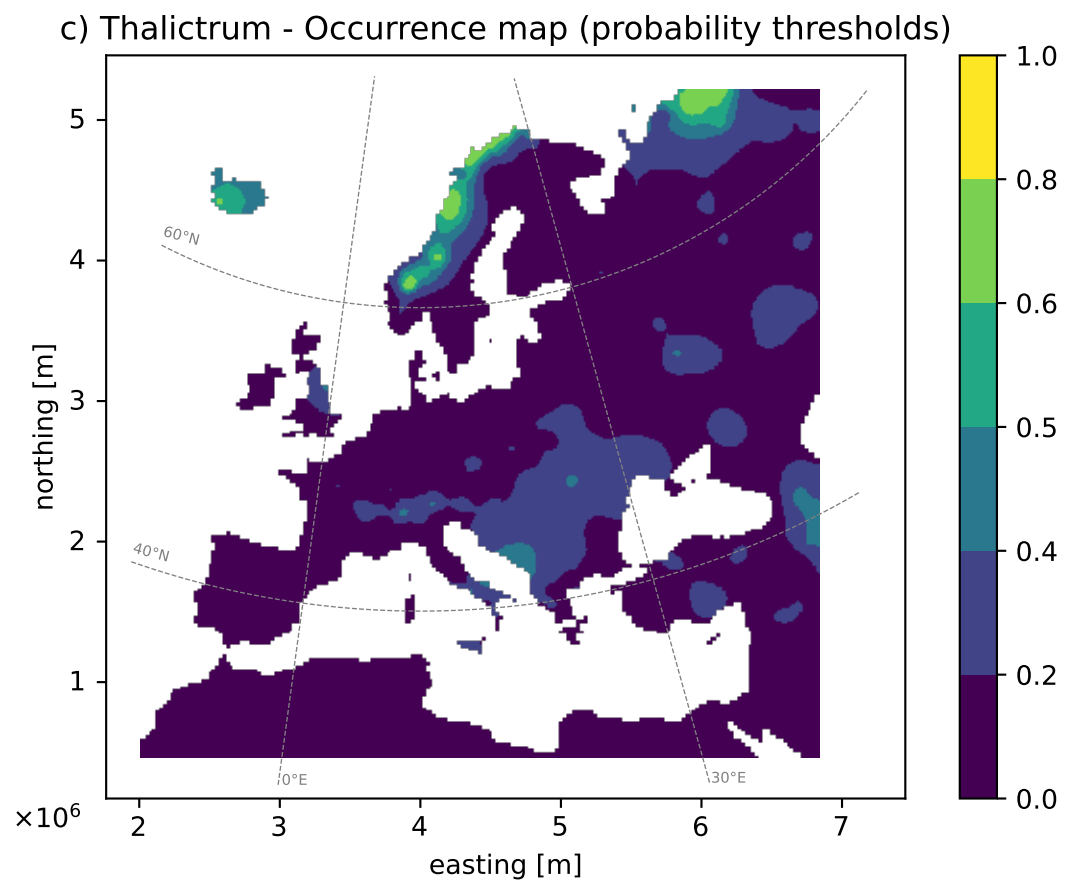 c) Thalictrum - Occurrence map (probability thresholds)
1.0
0.8
0.6
0.5
0.4
0.2
0.0
5
4
3
2
1
northing [m]
60°N
40°N
0°E
30°E
×10⁶
2 3 4 5 6 7
easting [m]